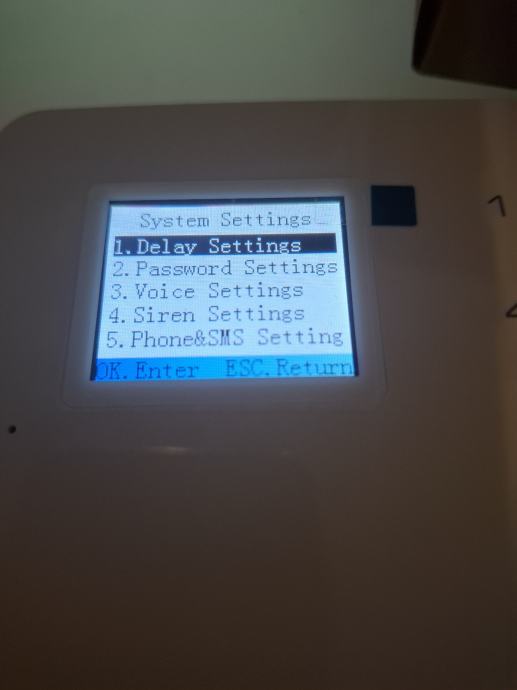 System Settings
1.Delay Settings
2.Password Settings
3.Voice Settings
4.Siren Settings
5.Phone&SMS Setting
OK.Enter ESC.Return
1